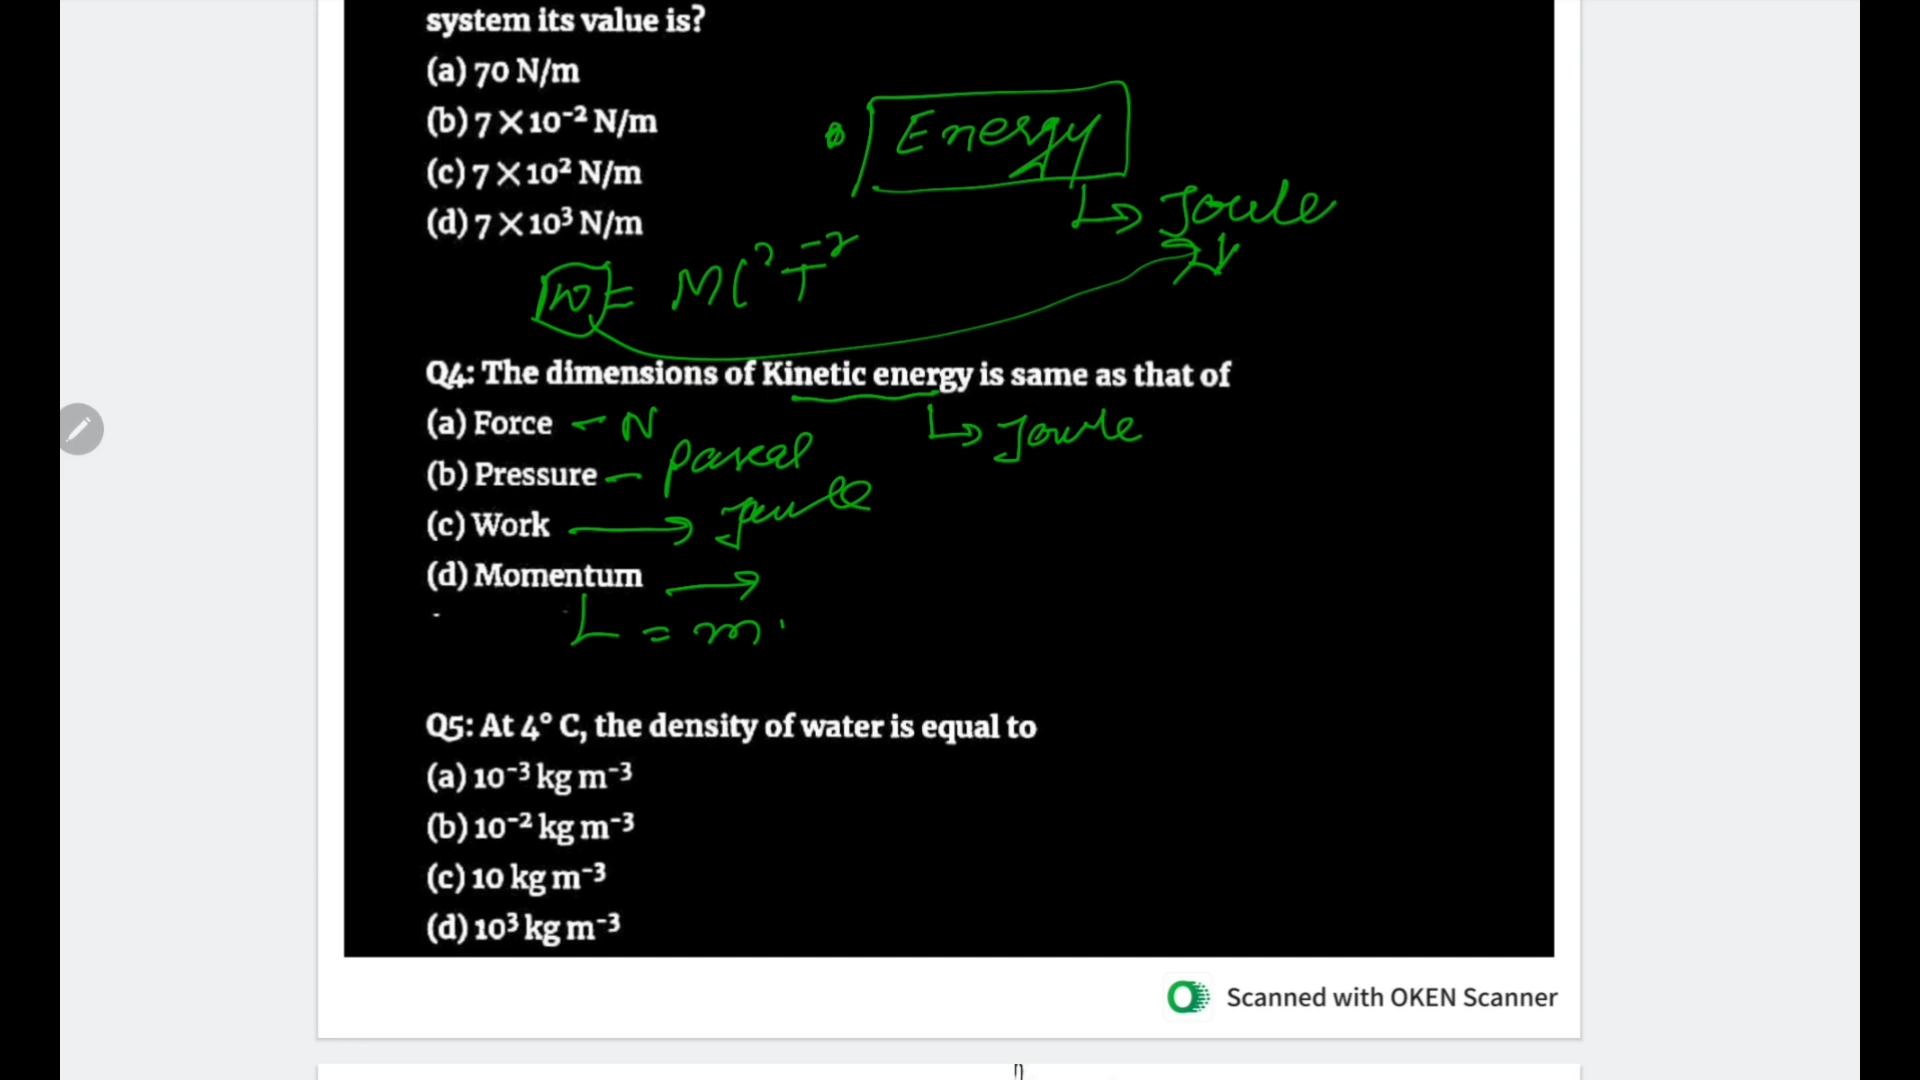 system its value is?
(a) 70 N/m
(b) 7 × 10⁻² N/m
(c) 7 × 10² N/m
(d) 7 × 10³ N/m
Energy
↳ Joule
W = ML²T⁻²
Q4: The dimensions of Kinetic energy is same as that of
(a) Force – N
↳ Joule
(b) Pressure – pascal
(c) Work → Joule
(d) Momentum →
L = m
Q5: At 4° C, the density of water is equal to
(a) 10⁻³ kg m⁻³
(b) 10⁻² kg m⁻³
(c) 10 kg m⁻³
(d) 10³ kg m⁻³
Scanned with OKEN Scanner